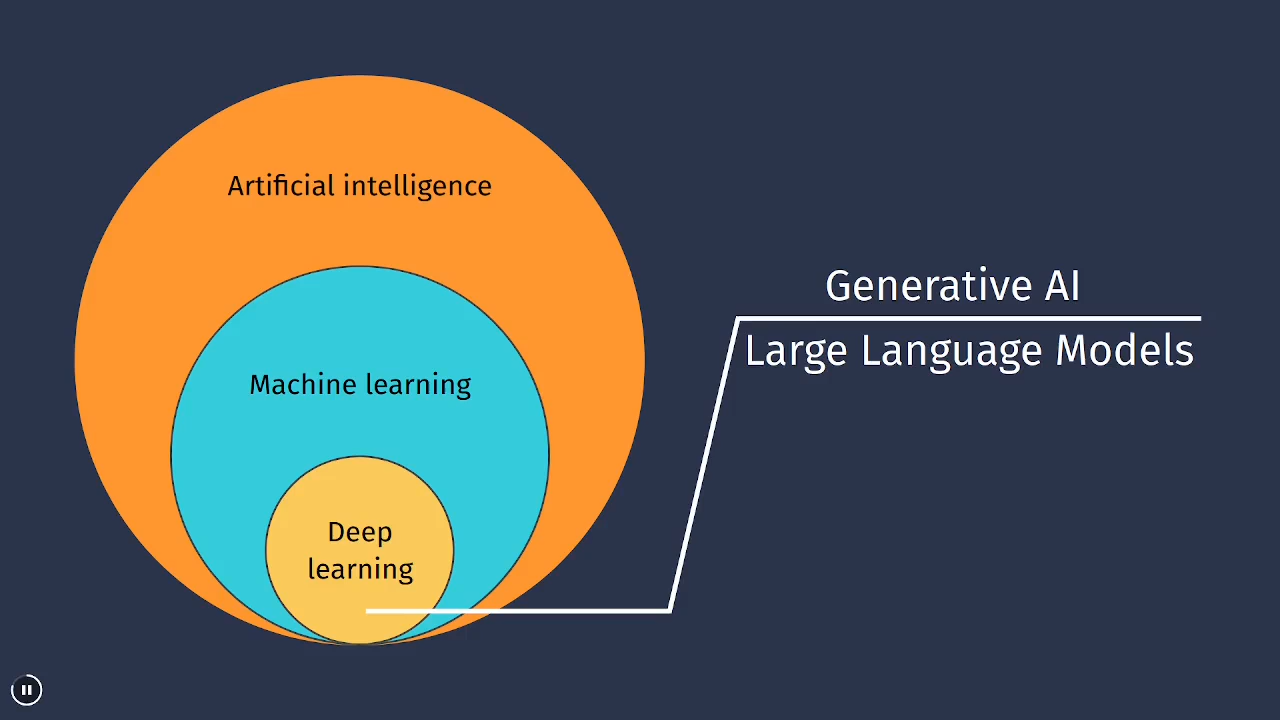 Artificial intelligence
Machine learning
Deep
learning
Generative AI
Large Language Models